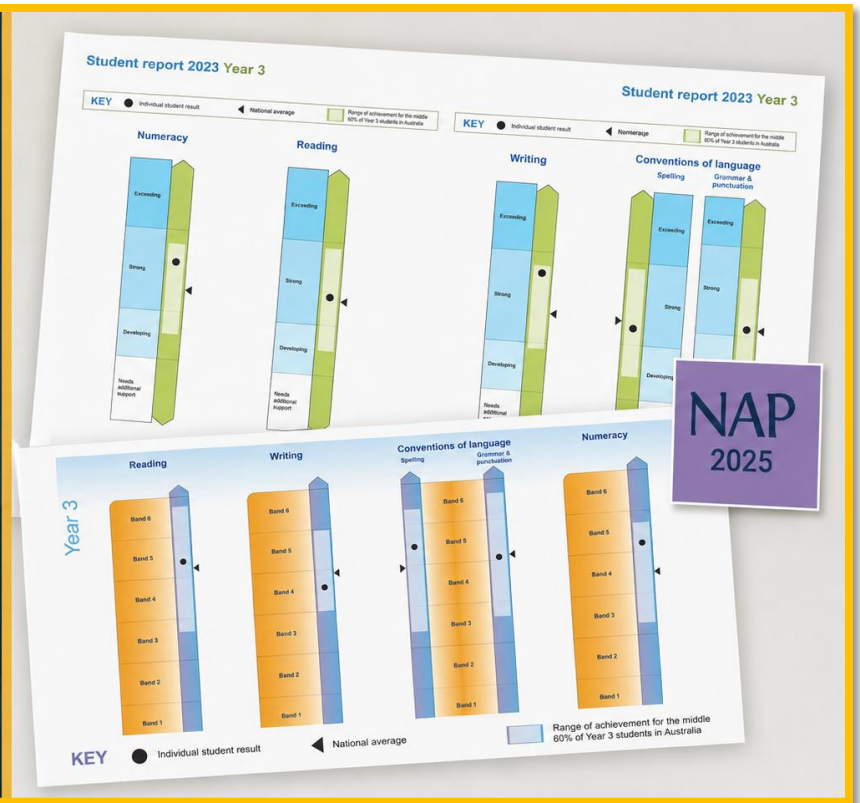 Student report 2023 Year 3
KEY
Individual student result
National average
Range of achievement for the middle
60% of Year 3 students in Australia
Numeracy
Exceeding
Strong
Developing
Needs
additional
support
Reading
Exceeding
Strong
Developing
Needs
additional
support
Student report 2023 Year 3
KEY
Individual student result
Nomieraqe
Range of achievement for the middle
60% of Year 3 students in Australia
Writing
Exceeding
Strong
Developing
Needs
additional
Conventions of language
Spelling
Grammar &
punctuation
Exceeding
Strong
Developing
Exceeding
Strong
NAP
2025
Year 3
Reading
Band 6
Band 5
Band 4
Band 3
Band 2
Band 1
Writing
Band 6
Band 5
Band 4
Band 3
Band 2
Band 1
Conventions of language
Spelling
Grammar &
punctuation
Band 6
Band 5
Band 4
Band 3
Band 2
Band 1
Numeracy
Band 6
Band 5
Band 4
Band 3
Band 2
Band 1
KEY
Individual student result
National average
Range of achievement for the middle
60% of Year 3 students in Australia